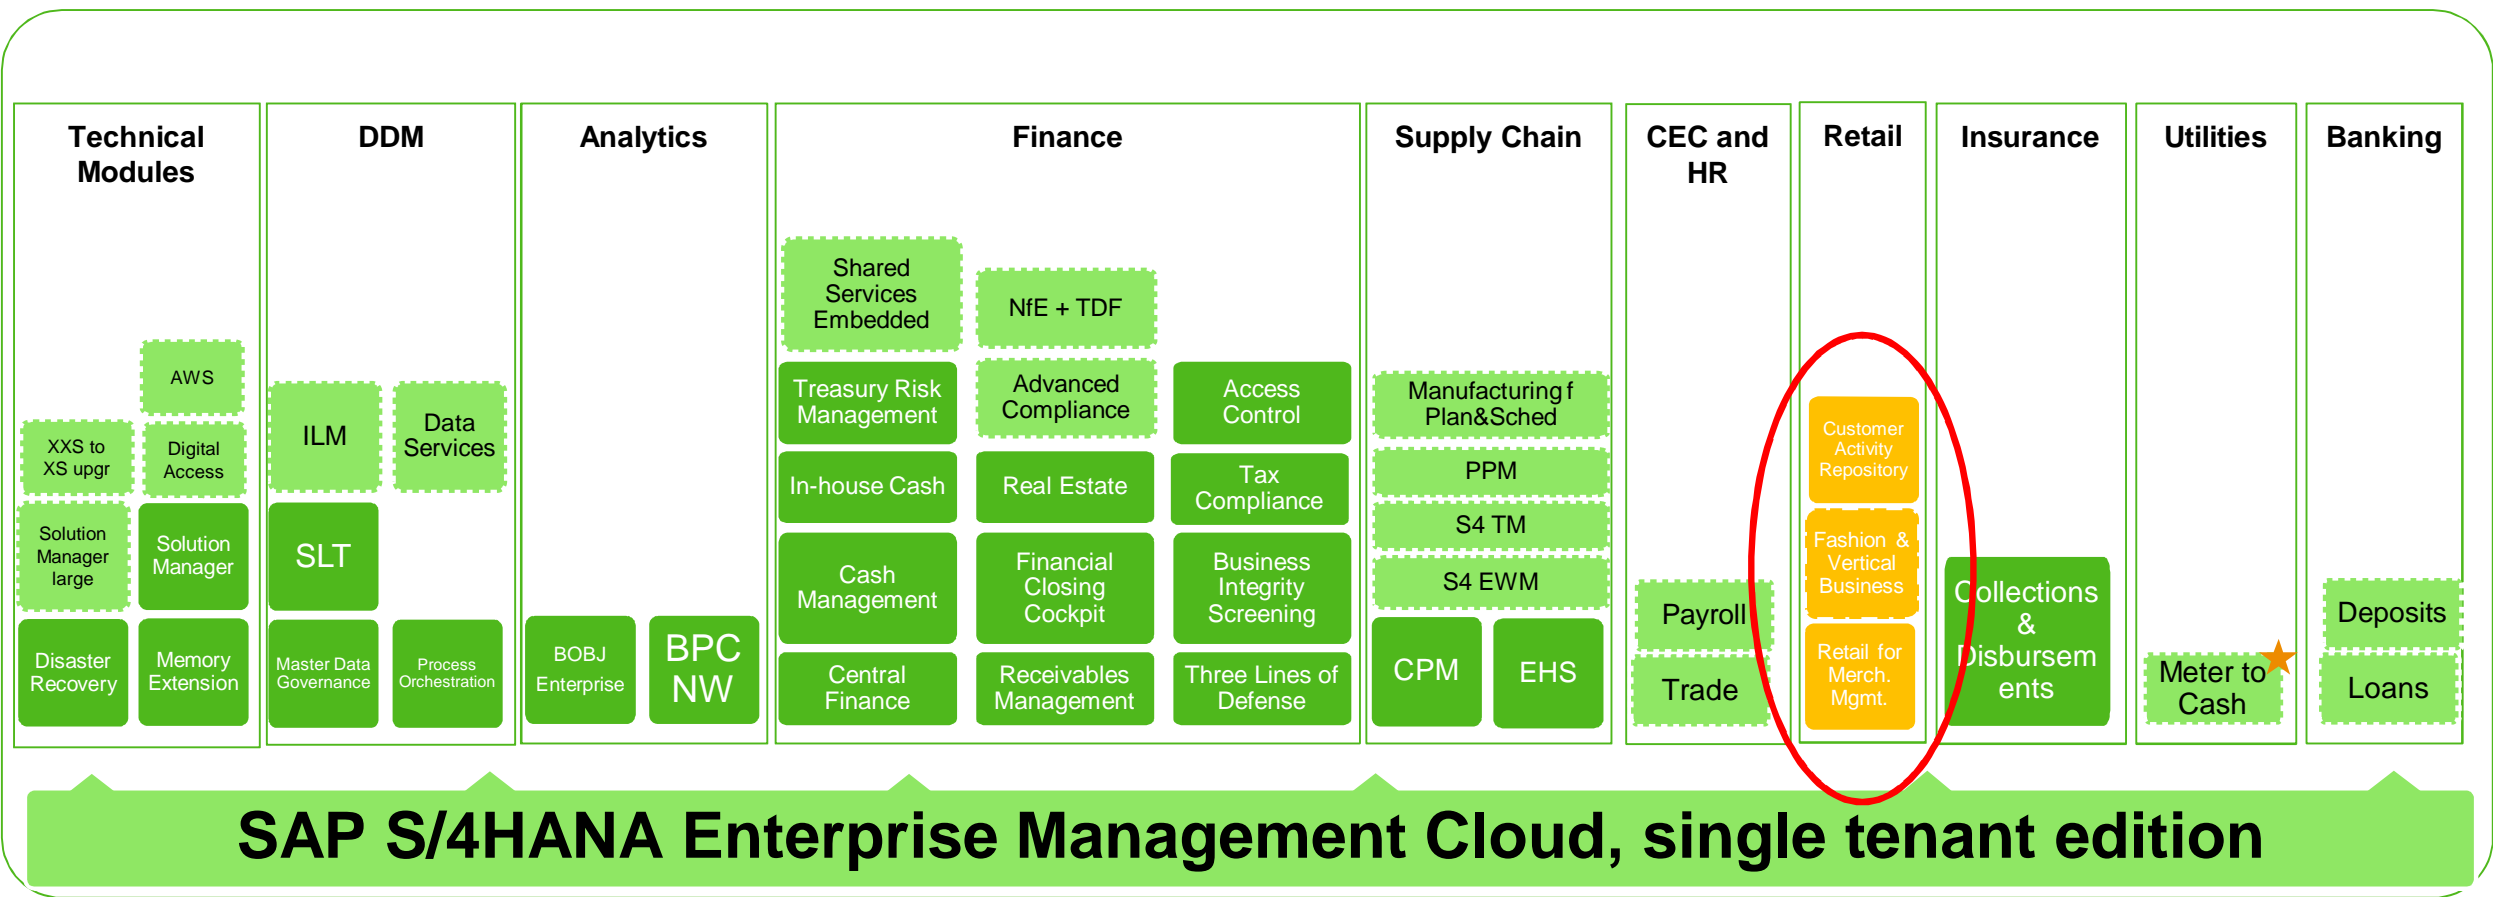 Technical
Modules
DDM
Analytics
Finance
Supply Chain
CEC and
HR
Retail
Insurance
Utilities
Banking
AWS
XXS to
XS upgr
Digital
Access
Solution
Manager
large
Solution
Manager
Disaster
Recovery
Memory
Extension
ILM
Data
Services
SLT
Master Data
Governance
Process
Orchestration
BOBJ
Enterprise
BPC
NW
Shared
Services
Embedded
NfE + TDF
Treasury Risk
Management
Advanced
Compliance
Access
Control
In-house Cash
Real Estate
Tax
Compliance
Cash
Management
Financial
Closing
Cockpit
Business
Integrity
Screening
Central
Finance
Receivables
Management
Three Lines of
Defense
Manufacturing f
Plan&Sched
PPM
S4 TM
S4 EWM
CPM
EHS
Payroll
Trade
Customer
Activity
Repository
Fashion &
Vertical
Business
Retail for
Merch.
Mgmt.
Collections
&
Disbursem
ents
Meter to
Cash
Deposits
Loans
SAP S/4HANA Enterprise Management Cloud, single tenant edition